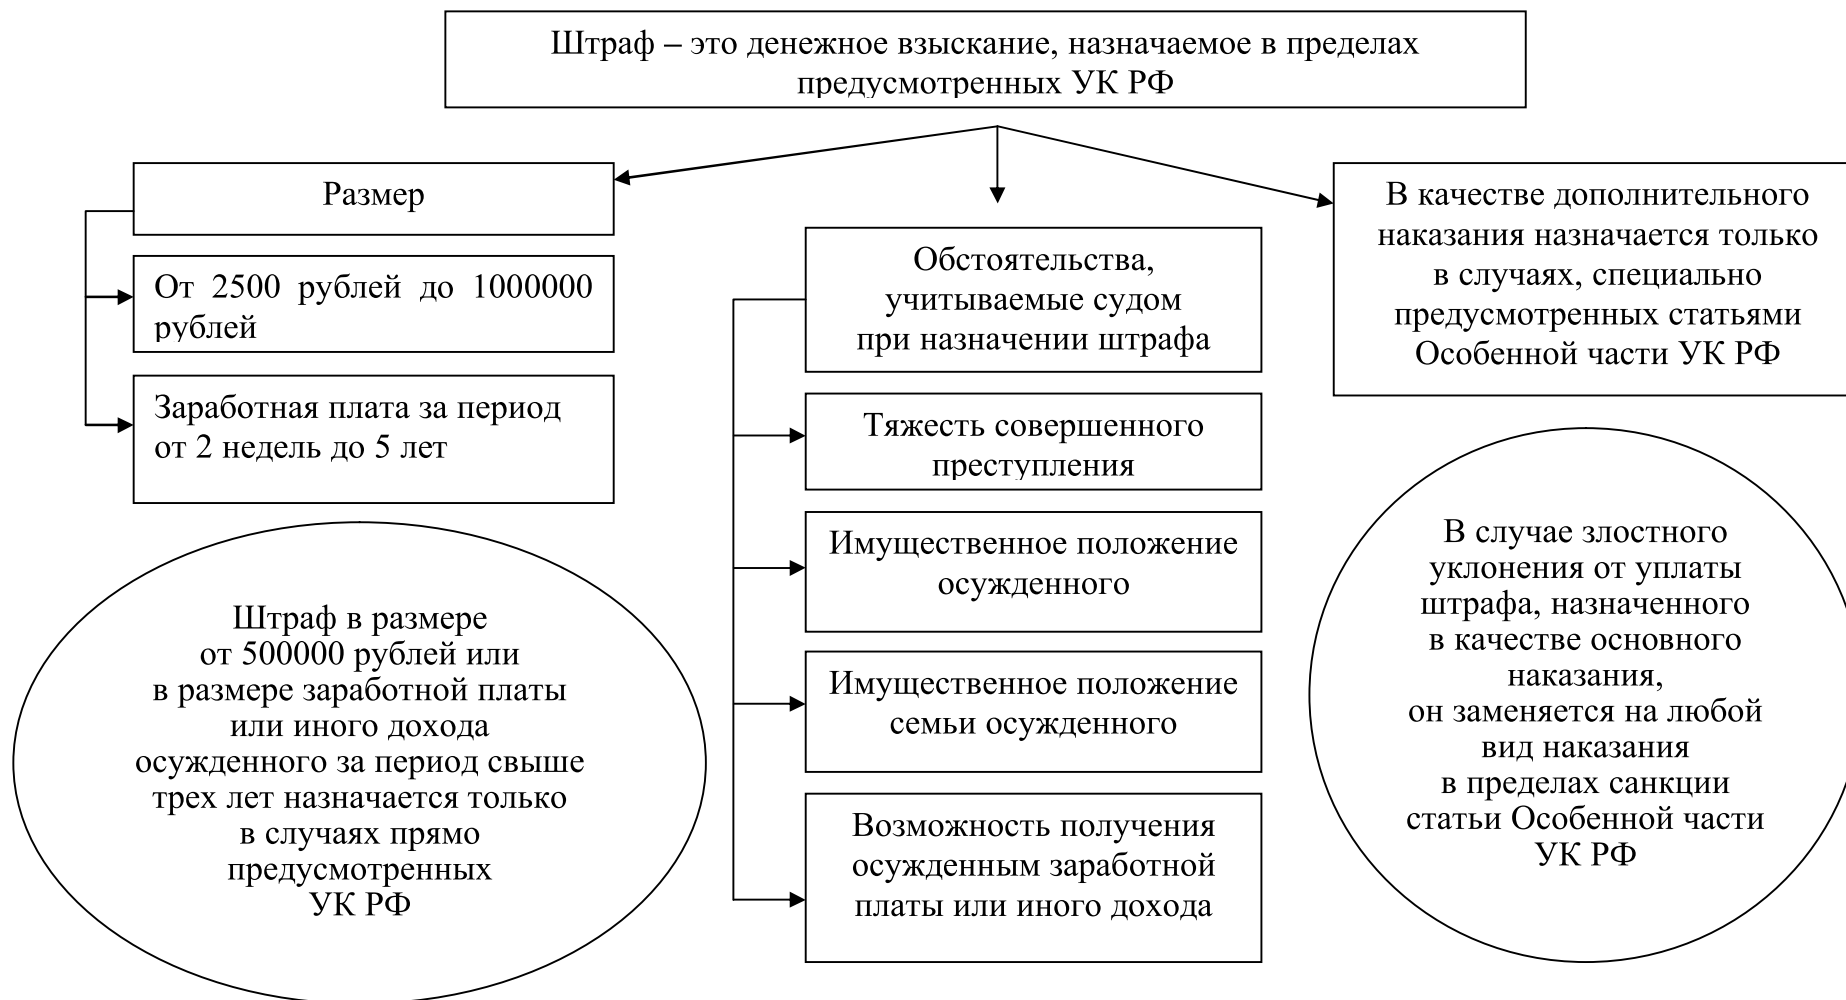 Штраф – это денежное взыскание, назначаемое в пределах
предусмотренных УК РФ
Размер
От 2500 рублей до 1000000
рублей
Заработная плата за период
от 2 недель до 5 лет
Штраф в размере
от 500000 рублей или
в размере заработной платы
или иного дохода
осужденного за период свыше
трех лет назначается только
в случаях прямо
предусмотренных
УК РФ
Обстоятельства,
учитываемые судом
при назначении штрафа
Тяжесть совершенного
преступления
Имущественное положение
осужденного
Имущественное положение
семьи осужденного
Возможность получения
осужденным заработной
платы или иного дохода
В качестве дополнительного
наказания назначается только
в случаях, специально
предусмотренных статьями
Особенной части УК РФ
В случае злостного
уклонения от уплаты
штрафа, назначенного
в качестве основного
наказания,
он заменяется на любой
вид наказания
в пределах санкции
статьи Особенной части
УК РФ